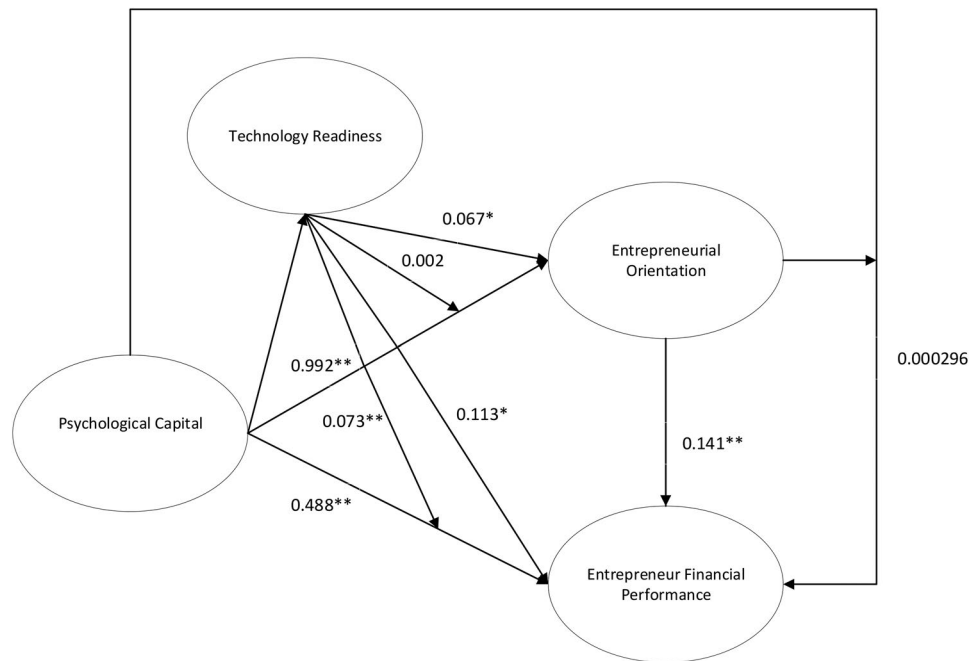 Technology Readiness
0.067*
Entrepreneurial
Orientation
0.002
0.000296
0.992**
Psychological Capital
0.073**
0.113*
0.141**
0.488**
Entrepreneur Financial
Performance